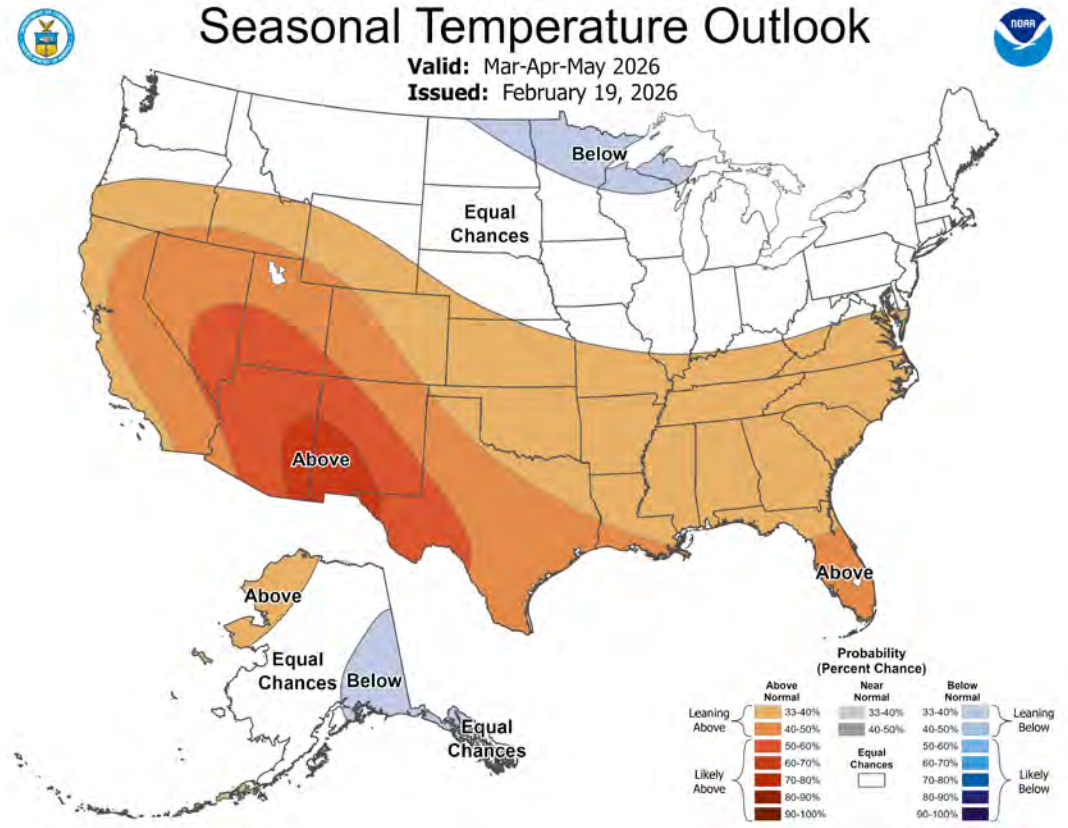 Seasonal Temperature Outlook
NOAA
Valid: Mar-Apr-May 2026
Issued: February 19, 2026
Below
Equal
Chances
Above
Above
Above
Equal
Chances
Below
Equal
Chances
Probability
(Percent Chance)
Above
Normal
Near
Normal
Below
Normal
Leaning
Above
33-40%
40-50%
Likely
Above
50-60%
60-70%
70-80%
80-90%
90-100%
33-40%
40-50%
Equal
Chances
33-40%
40-50%
Leaning
Below
50-60%
60-70%
70-80%
80-90%
90-100%
Likely
Below